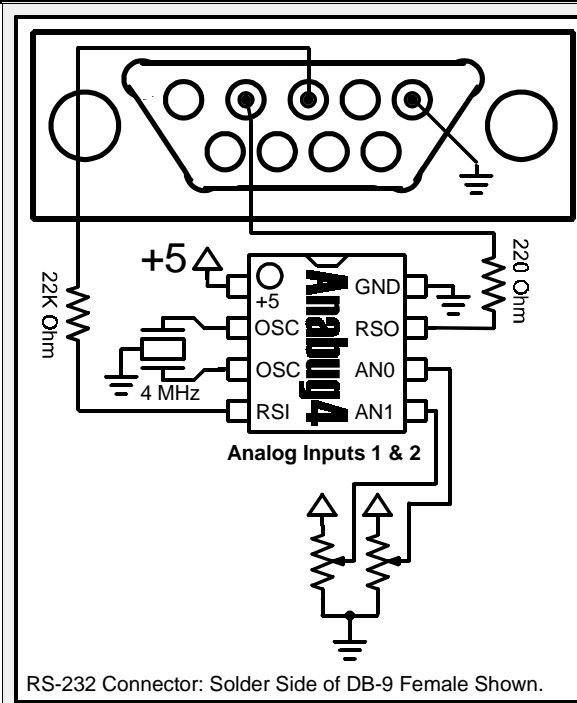 +5
22K Ohm
220 Ohm
+5
GND
OSC
RSO
OSC
AN0
4 MHz
RSI
AN1
Anabug4
Analog Inputs 1 & 2
RS-232 Connector: Solder Side of DB-9 Female Shown.